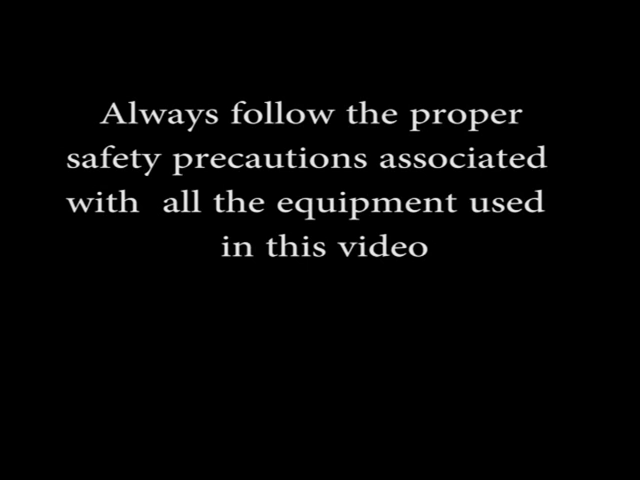 Always follow the proper
safety precautions associated
with  all the equipment used
in this video